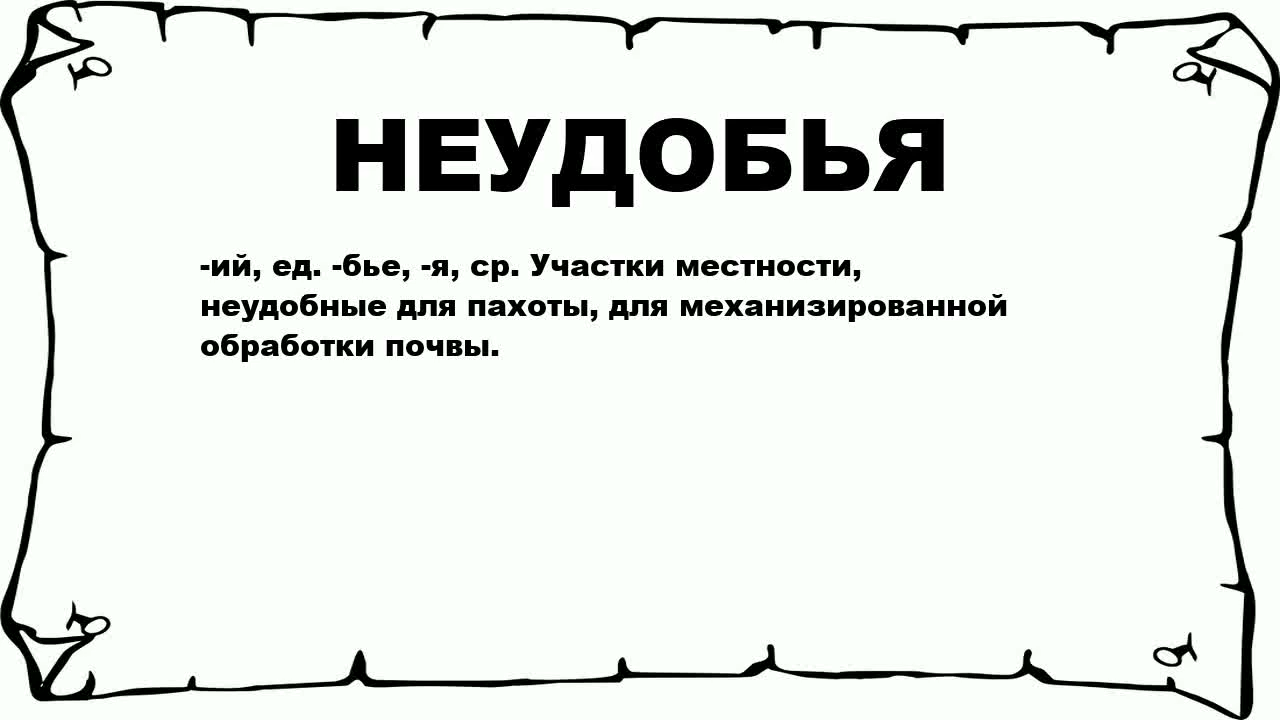 НЕУДОБЬЯ
-ий, ед. -бье, -я, ср. Участки местности,
неудобные для пахоты, для механизированной
обработки почвы.